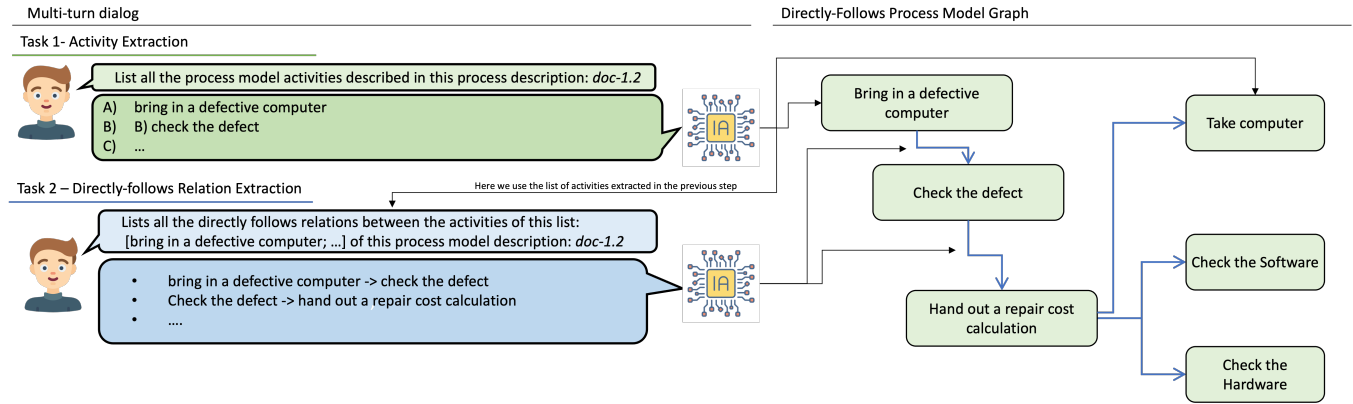 Multi-turn dialog
Directly-Follows Process Model Graph
Task 1- Activity Extraction
List all the process model activities described in this process description: doc-1.2
A) bring in a defective computer
B) B) check the defect
C) ...
IA
Bring in a defective
computer
Take computer
Check the defect
Task 2 – Directly-follows Relation Extraction
Here we use the list of activities extracted in the previous step
Lists all the directly follows relations between the activities of this list:
[bring in a defective computer; …] of this process model description: doc-1.2
• bring in a defective computer -> check the defect
• Check the defect -> hand out a repair cost calculation
• ….
IA
Hand out a repair cost
calculation
Check the Software
Check the
Hardware